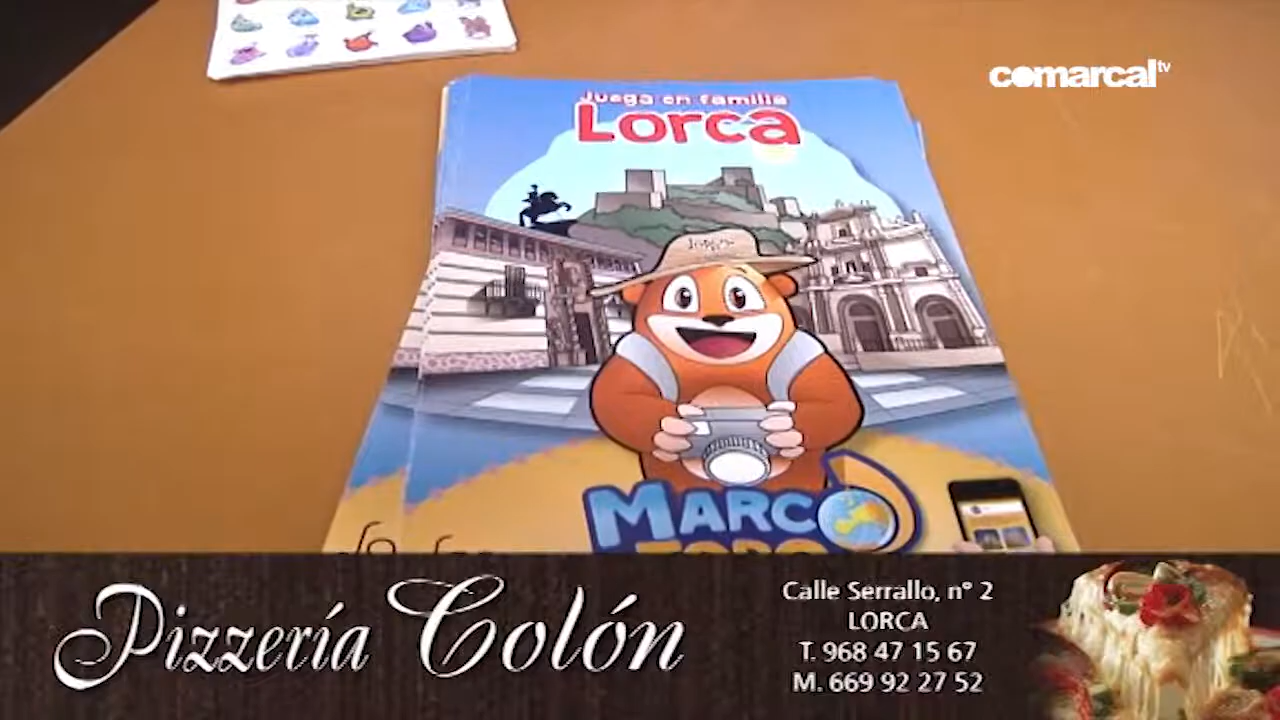 comarcal tv
Juega en familia
Lorca
MARCO
Pizzería Colón
Calle Serrallo, nº 2
LORCA
T. 968 47 15 67
M. 669 92 27 52